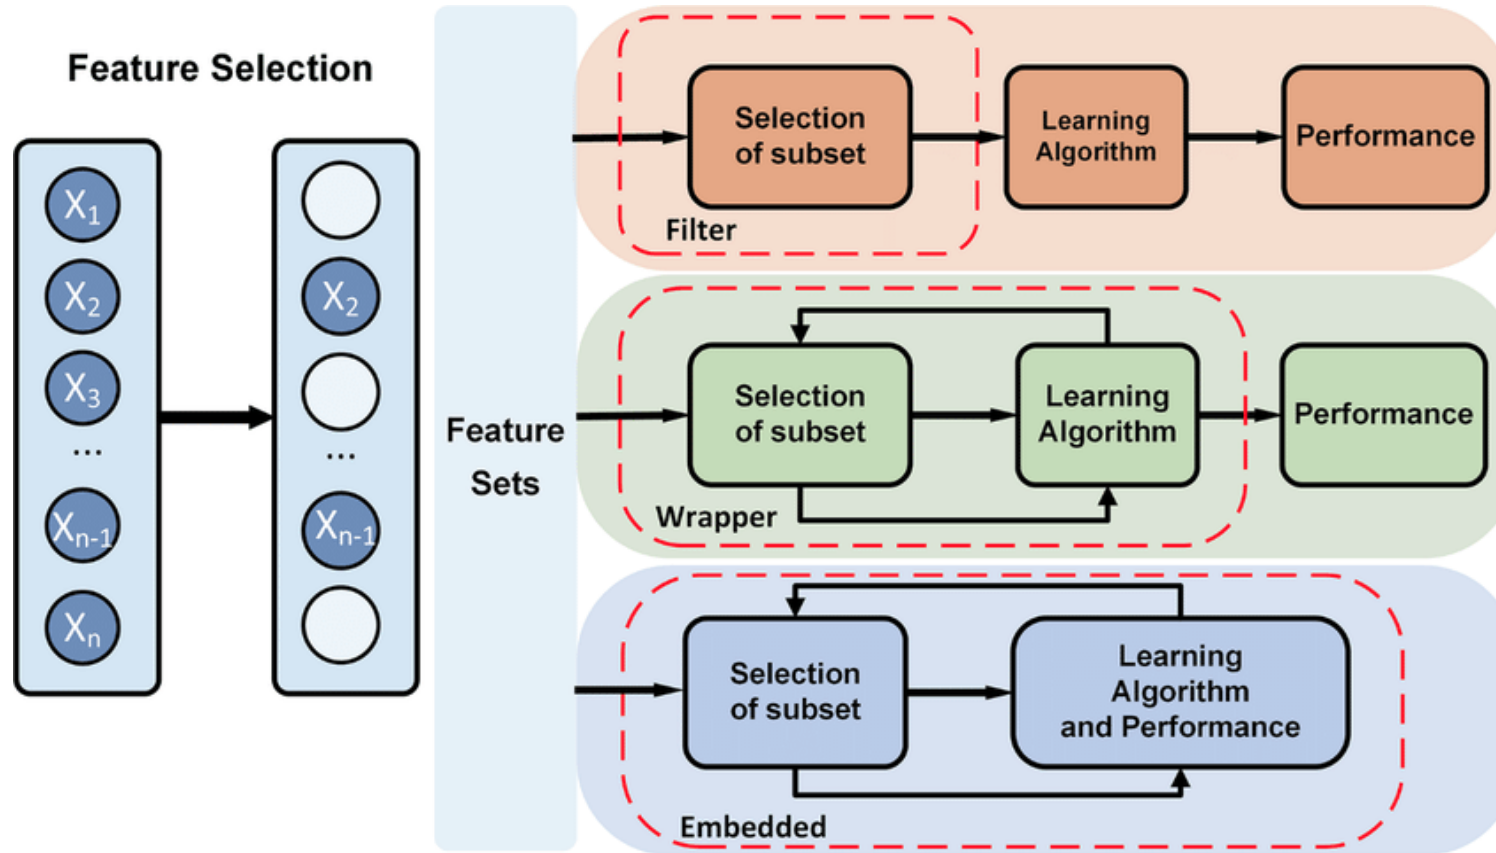 Feature Selection
X1
X2
X3
...
Xn-1
Xn
X2
...
Xn-1
Feature
Sets
Selection
of subset
Learning
Algorithm
Performance
Filter
Selection
of subset
Learning
Algorithm
Performance
Wrapper
Selection
of subset
Learning
Algorithm
and Performance
Embedded